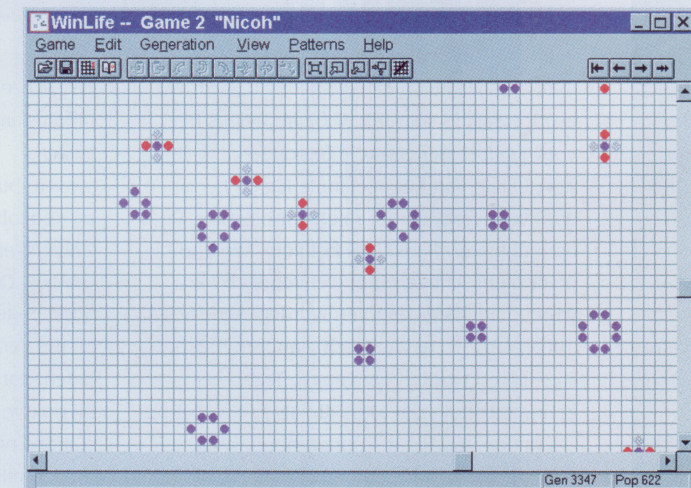 WinLife -- Game 2 "Nicoh"
Game Edit Generation View Patterns Help
Gen 3347 Pop 622